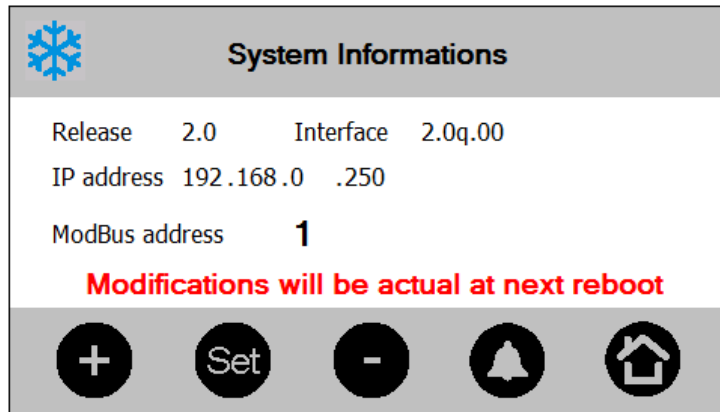 System Informations
Release 2.0 Interface 2.0q.00
IP address 192.168.0 .250
ModBus address 1
Modifications will be actual at next reboot
+ Set -